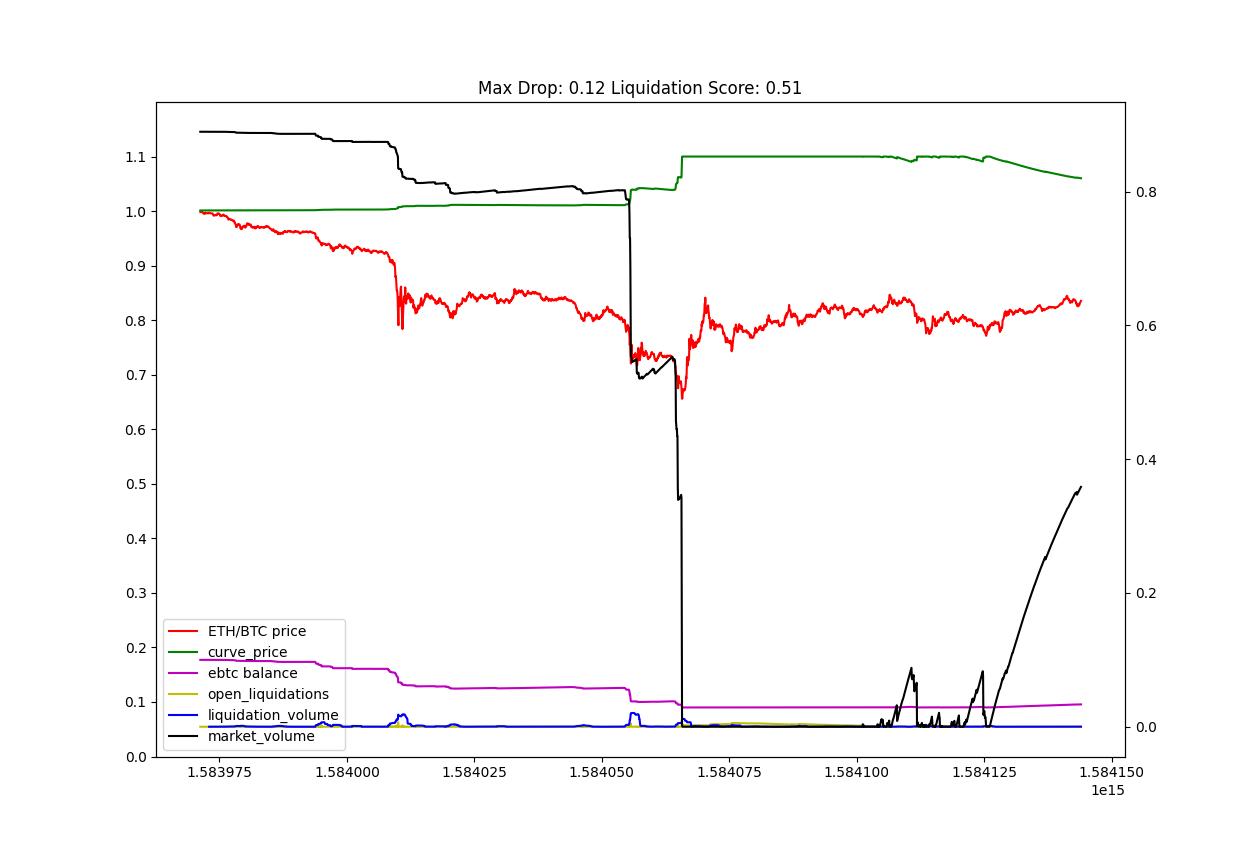 Max Drop: 0.12 Liquidation Score: 0.51
1.1
1.0
0.9
0.8
0.7
0.6
0.5
0.4
0.3
0.2
0.1
0.0
0.8
0.6
0.4
0.2
0.0
ETH/BTC price
curve_price
ebtc balance
open_liquidations
liquidation_volume
market_volume
1.583975 1.584000 1.584025 1.584050 1.584075 1.584100 1.584125 1.584150
1e15